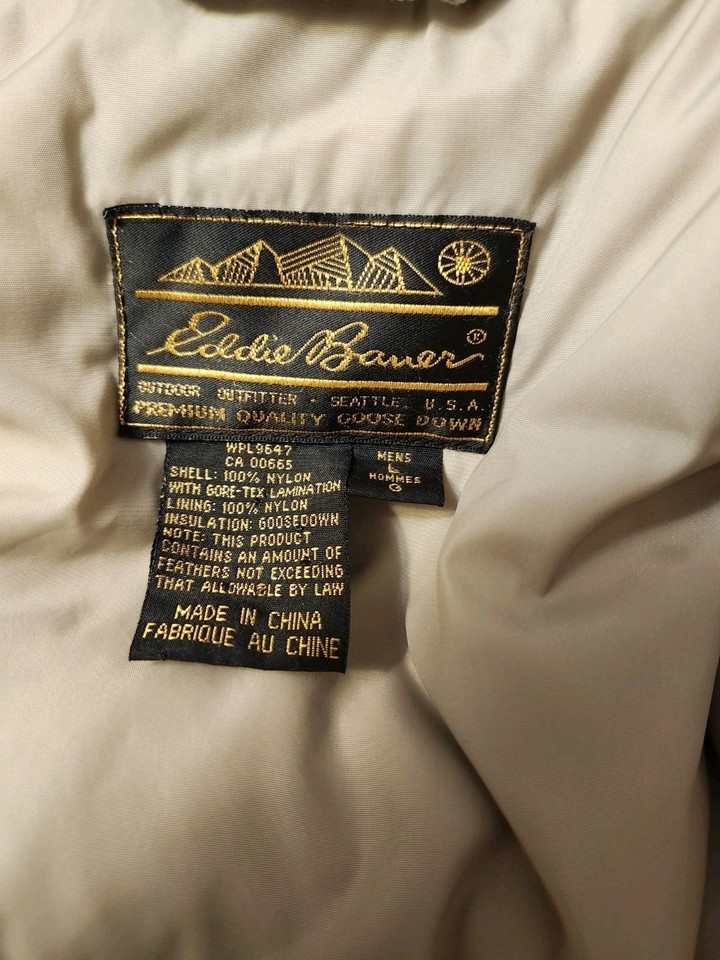 Eddie Bauer®
OUTDOOR OUTFITTER · SEATTLE, U.S.A.
PREMIUM QUALITY GOOSE DOWN
WPL9647
CA 00665
SHELL: 100% NYLON
WITH GORE-TEX LAMINATION
LINING: 100% NYLON
INSULATION: GOOSEDOWN
NOTE: THIS PRODUCT
CONTAINS AN AMOUNT OF
FEATHERS NOT EXCEEDING
THAT ALLOWABLE BY LAW
MADE IN CHINA
FABRIQUE AU CHINE
MENS
L
HOMMES
G